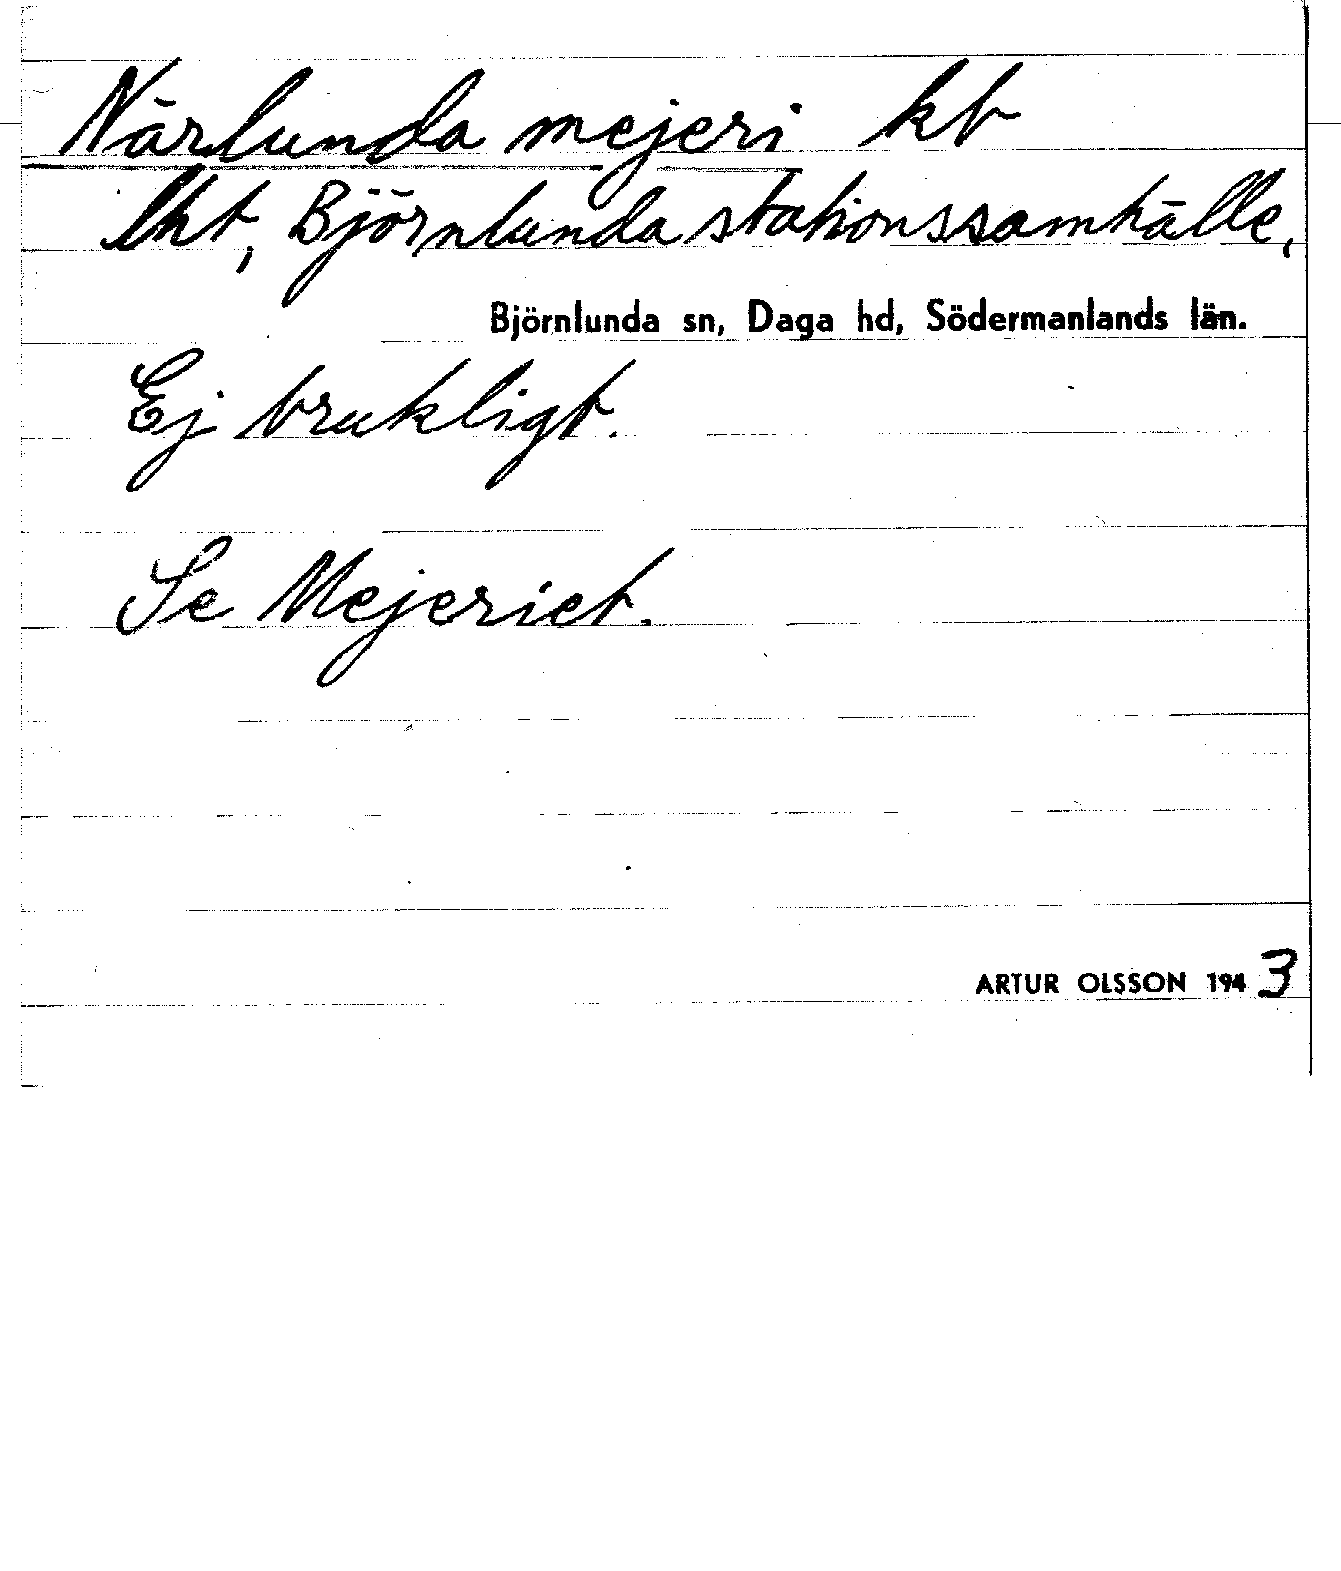 Närlunda mejeri kb
lht, Björnlunda stationssamhälle,
Björnlunda sn, Daga hd, Södermanlands län.
Ej brukligt.
Se Mejeriet.
ARTUR OLSSON 1943